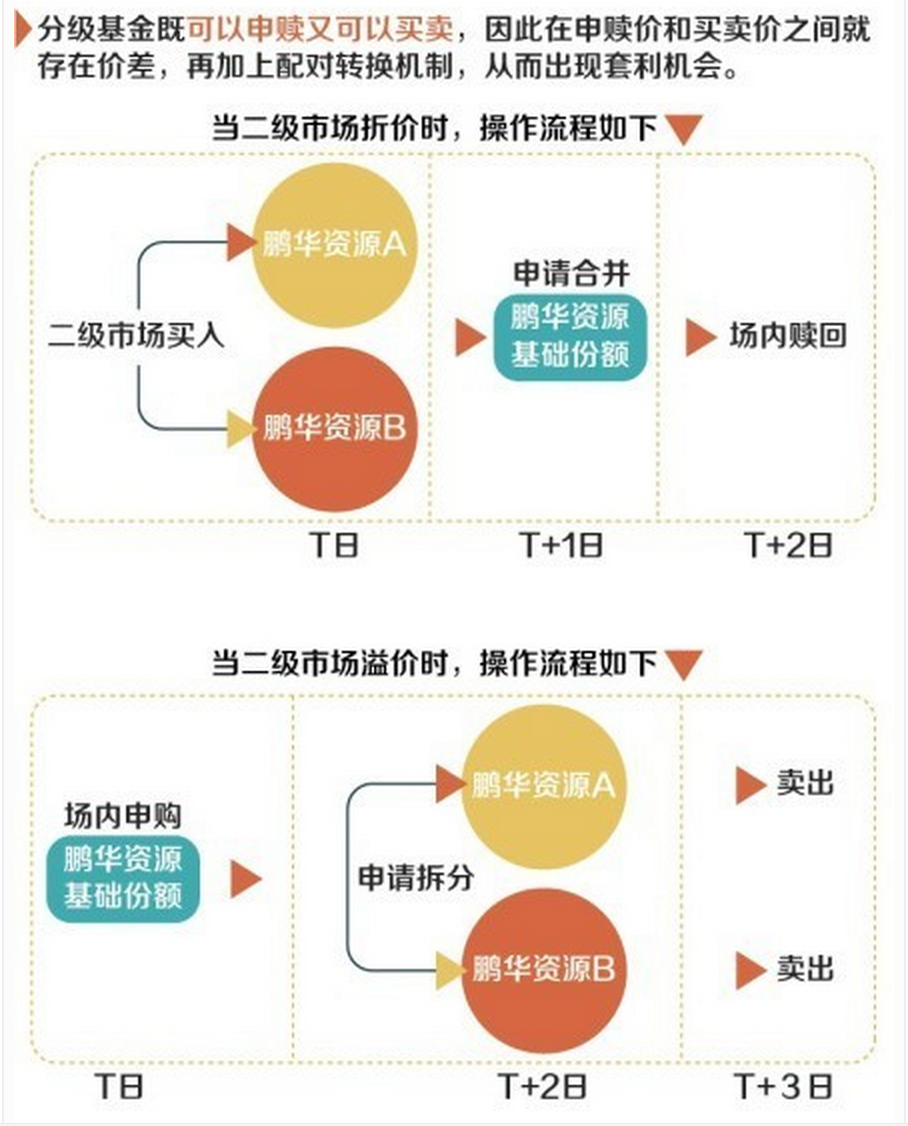 分级基金既可以申赎又可以买卖，因此在申赎价和买卖价之间就
存在价差，再加上配对转换机制，从而出现套利机会。
当二级市场折价时，操作流程如下
鹏华资源A
二级市场买入
鹏华资源B
申请合并
鹏华资源
基础份额
场内赎回
T日
T+1日
T+2日
当二级市场溢价时，操作流程如下
场内申购
鹏华资源
基础份额
申请拆分
鹏华资源A
鹏华资源B
卖出
卖出
T日
T+2日
T+3日